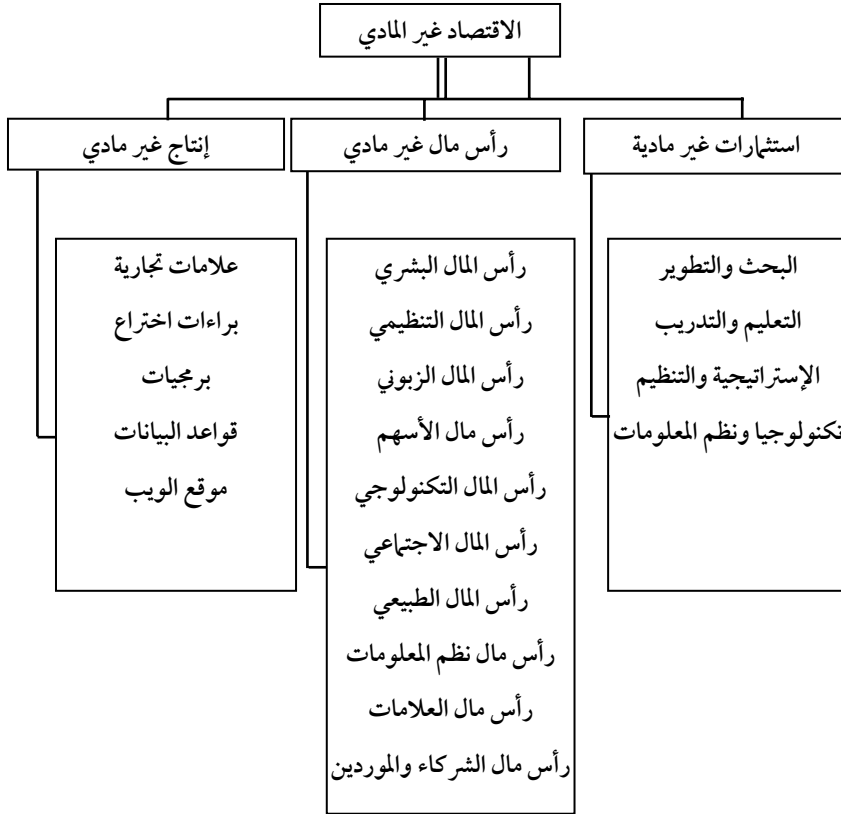 الاقتصاد غير المادي
استثمارات غير مادية
رأس مال غير مادي
إنتاج غير مادي
البحث والتطوير
التعليم والتدريب
الإستراتيجية والتنظيم
تكنولوجيا ونظم المعلومات
رأس المال البشري
رأس المال التنظيمي
رأس المال الزبوني
رأس مال الأسهم
رأس المال التكنولوجي
رأس المال الاجتماعي
رأس المال الطبيعي
رأس مال نظم المعلومات
رأس مال العلامات
رأس مال الشركاء والموردين
علامات تجارية
براءات اختراع
برمجيات
قواعد البيانات
موقع الويب